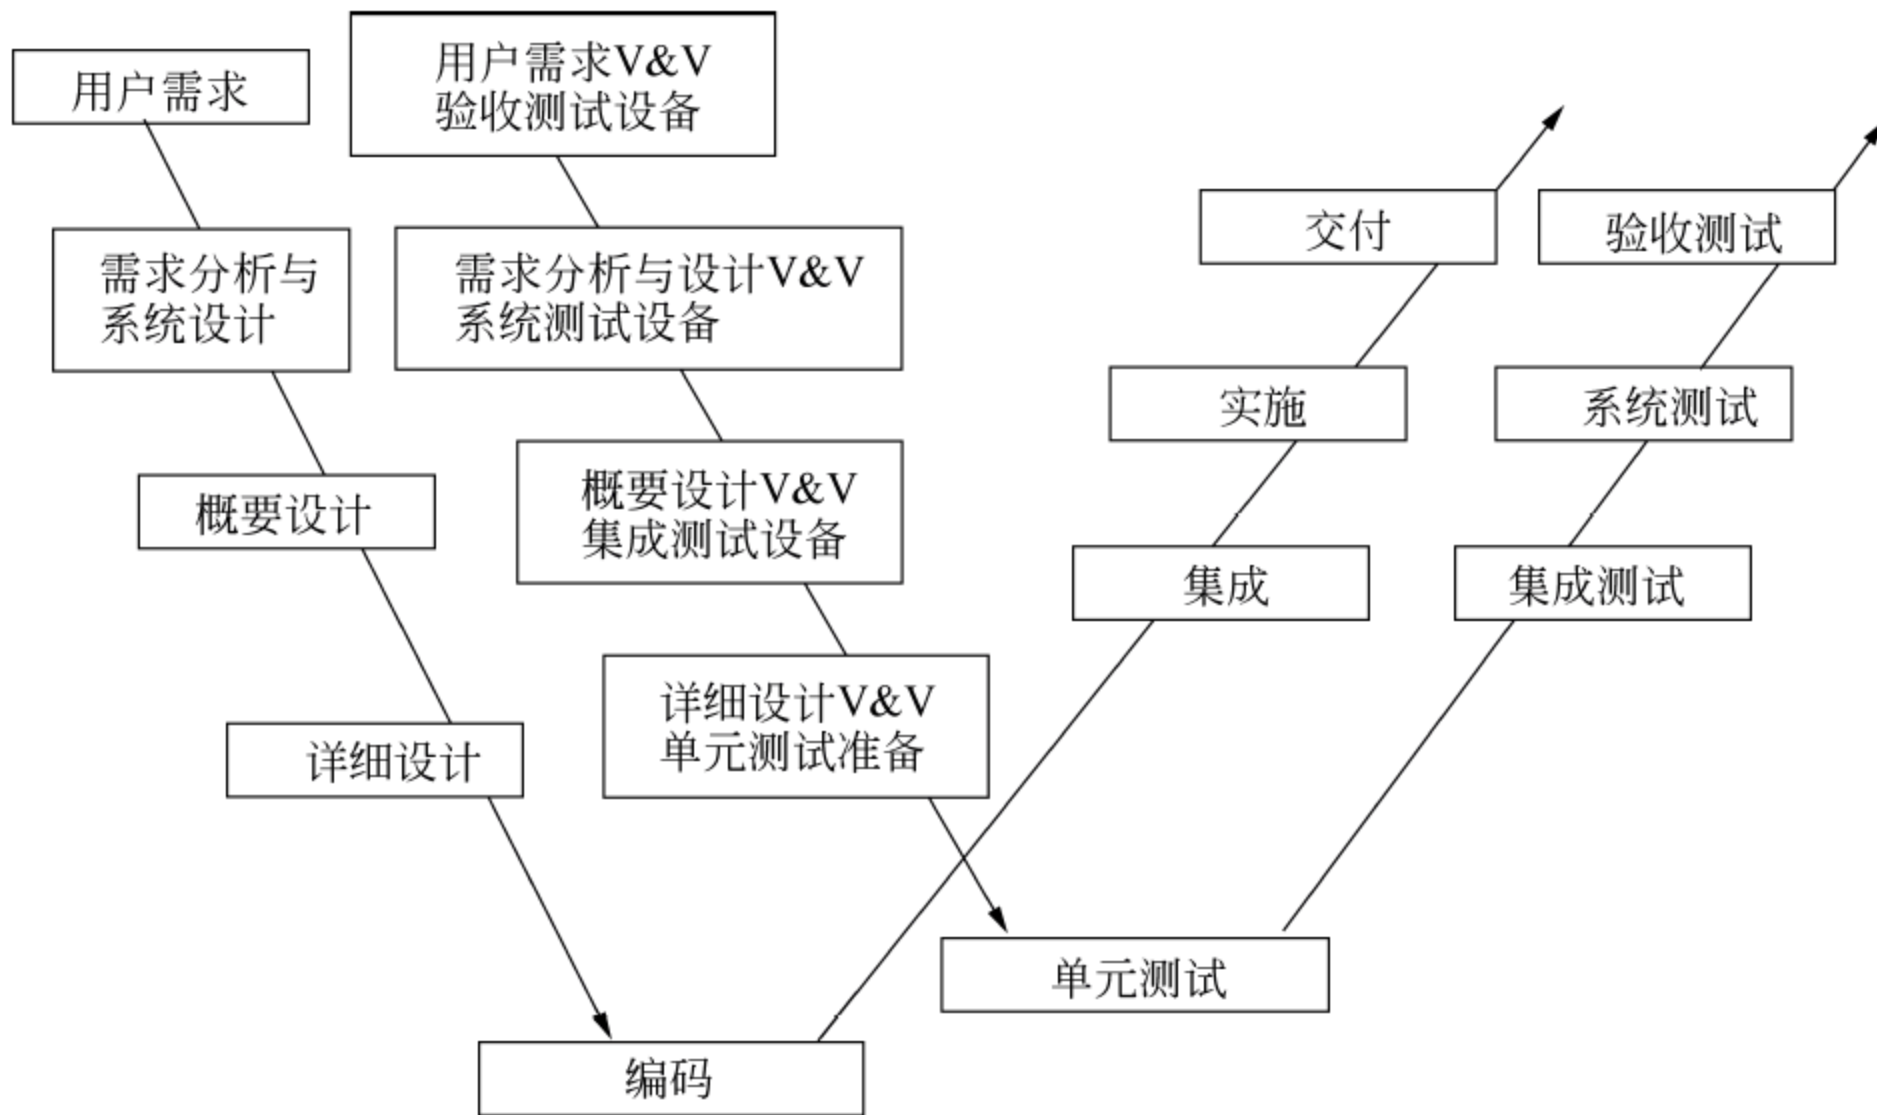 用户需求
用户需求V&V
验收测试设备
交付
验收测试
需求分析与
系统设计
需求分析与设计V&V
系统测试设备
实施
系统测试
概要设计
概要设计V&V
集成测试设备
集成
集成测试
详细设计
详细设计V&V
单元测试准备
单元测试
编码